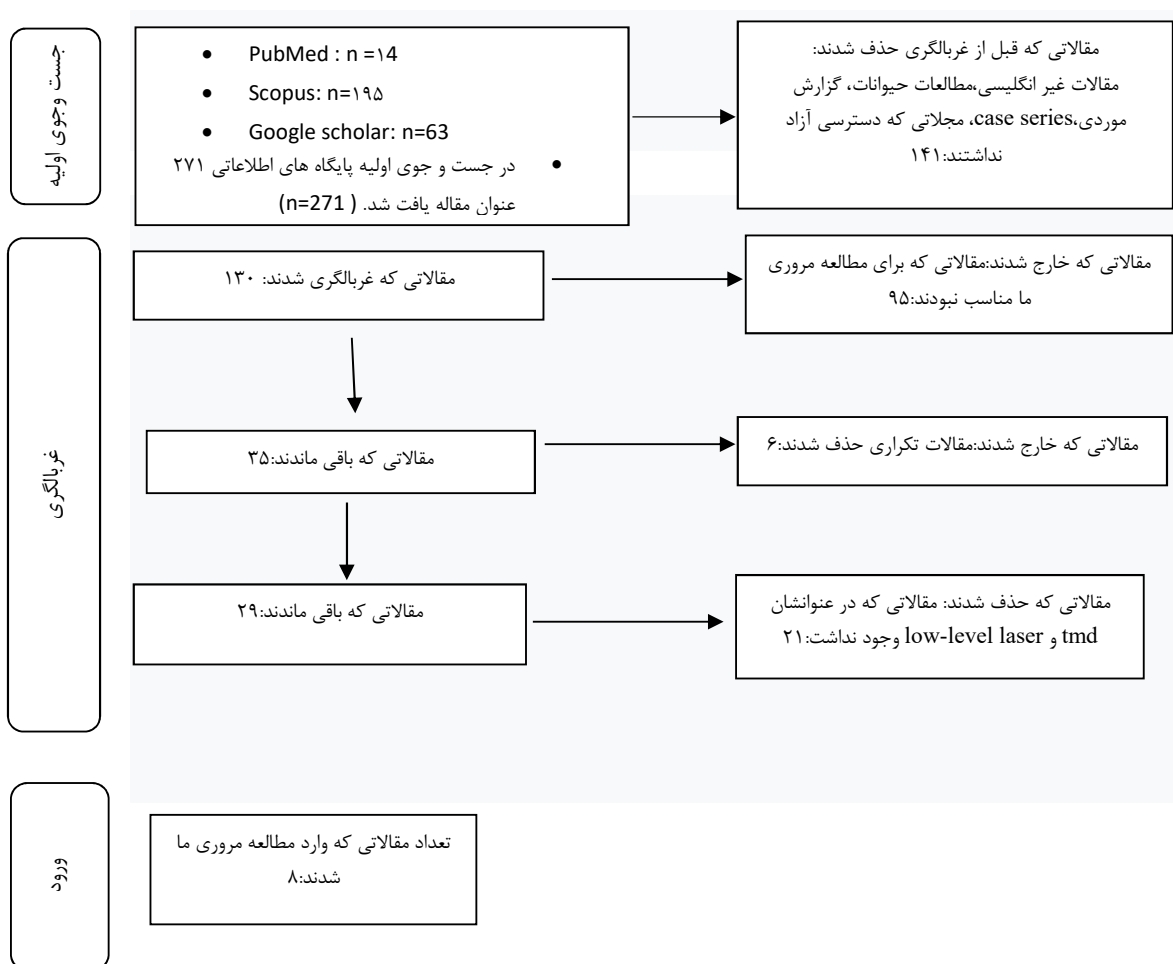 جست وجوی اولیه
• PubMed : n =۱4
• Scopus: n=۱۹۵
• Google scholar: n=63
• در جست و جوی اولیه پایگاه های اطلاعاتی ۲۷۱
عنوان مقاله یافت شد. ( n=271)
مقالاتی که قبل از غربالگری حذف شدند:
مقالات غیر انگلیسی،مطالعات حیوانات، گزارش
موردی،case series، مجلاتی که دسترسی آزاد
نداشتند:۱۴۱
غربالگری
مقالاتی که غربالگری شدند: ۱۳۰
مقالاتی که خارج شدند:مقالاتی که برای مطالعه مروری
ما مناسب نبودند:۹۵
مقالاتی که باقی ماندند:۳۵
مقالاتی که خارج شدند:مقالات تکراری حذف شدند:۶
مقالاتی که باقی ماندند:۲۹
مقالاتی که حذف شدند: مقالاتی که در عنوانشان
tmd و low-level laser وجود نداشت:۲۱
ورود
تعداد مقالاتی که وارد مطالعه مروری ما
شدند:۸